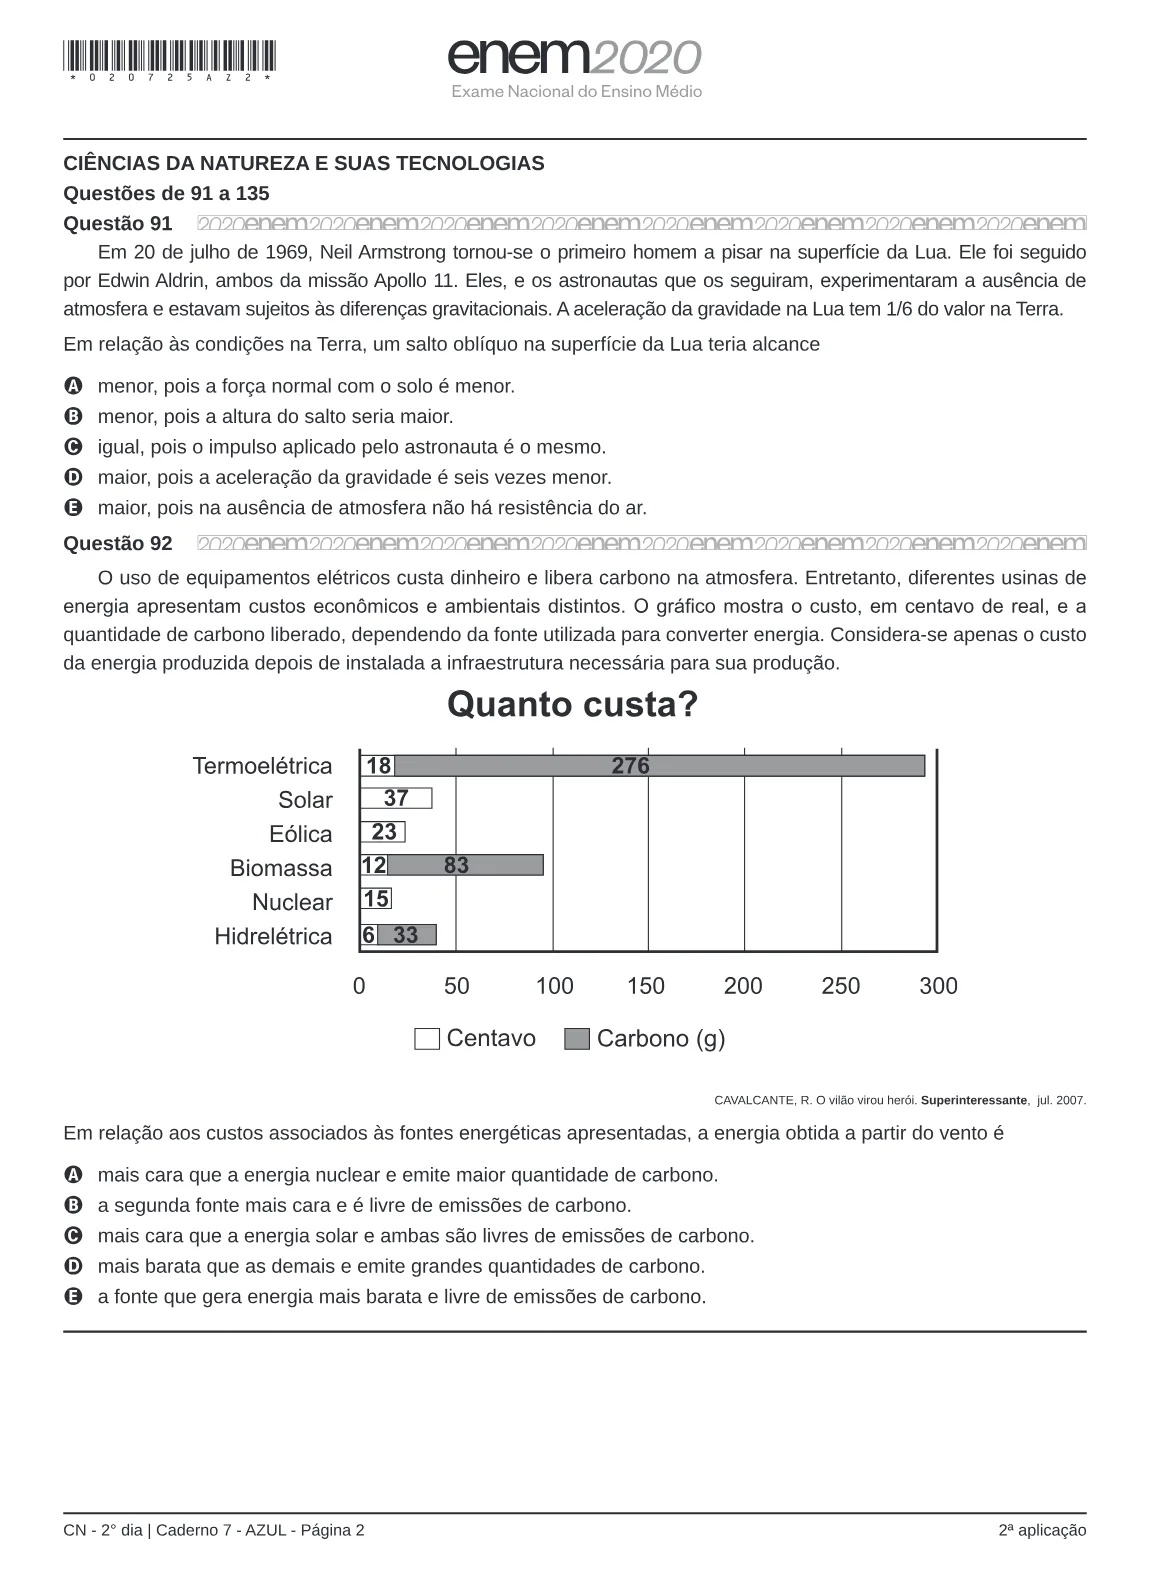 *020725AZ2*
enem2020
Exame Nacional do Ensino Médio
CIÊNCIAS DA NATUREZA E SUAS TECNOLOGIAS
Questões de 91 a 135
Questão 91 2020enem2020enem2020enem2020enem2020enem2020enem2020enem2020enem
Em 20 de julho de 1969, Neil Armstrong tornou-se o primeiro homem a pisar na superfície da Lua. Ele foi seguido
por Edwin Aldrin, ambos da missão Apollo 11. Eles, e os astronautas que os seguiram, experimentaram a ausência de
atmosfera e estavam sujeitos às diferenças gravitacionais. A aceleração da gravidade na Lua tem 1/6 do valor na Terra.
Em relação às condições na Terra, um salto oblíquo na superfície da Lua teria alcance
A menor, pois a força normal com o solo é menor.
B menor, pois a altura do salto seria maior.
C igual, pois o impulso aplicado pelo astronauta é o mesmo.
D maior, pois a aceleração da gravidade é seis vezes menor.
E maior, pois na ausência de atmosfera não há resistência do ar.
Questão 92 2020enem2020enem2020enem2020enem2020enem2020enem2020enem2020enem
O uso de equipamentos elétricos custa dinheiro e libera carbono na atmosfera. Entretanto, diferentes usinas de
energia apresentam custos econômicos e ambientais distintos. O gráfico mostra o custo, em centavo de real, e a
quantidade de carbono liberado, dependendo da fonte utilizada para converter energia. Considera-se apenas o custo
da energia produzida depois de instalada a infraestrutura necessária para sua produção.
Quanto custa?
Termoelétrica 18 276
Solar 37
Eólica 23
Biomassa 12 83
Nuclear 15
Hidrelétrica 6 33
0 50 100 150 200 250 300
Centavo Carbono (g)
CAVALCANTE, R. O vilão virou herói. Superinteressante, jul. 2007.
Em relação aos custos associados às fontes energéticas apresentadas, a energia obtida a partir do vento é
A mais cara que a energia nuclear e emite maior quantidade de carbono.
B a segunda fonte mais cara e é livre de emissões de carbono.
C mais cara que a energia solar e ambas são livres de emissões de carbono.
D mais barata que as demais e emite grandes quantidades de carbono.
E a fonte que gera energia mais barata e livre de emissões de carbono.
CN - 2° dia | Caderno 7 - AZUL - Página 2 2ª aplicação